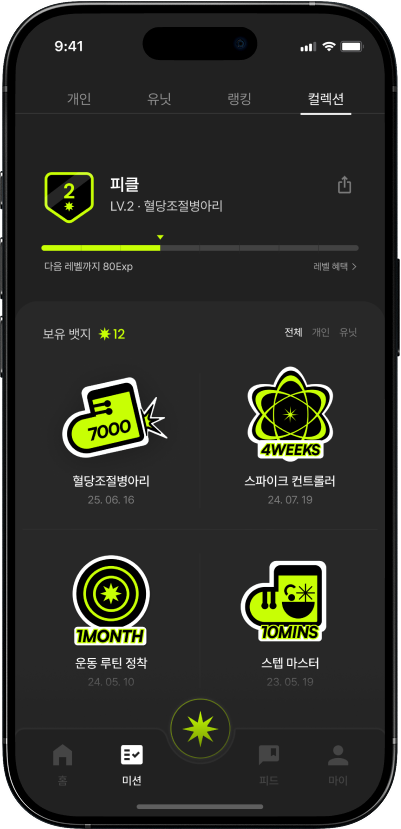 9:41
개인 유닛 랭킹 컬렉션
2
피클
LV.2 · 혈당조절병아리
다음 레벨까지 80Exp 레벨 혜택 >
보유 뱃지 12 전체 개인 유닛
7000
4WEEKS
혈당조절병아리 스파이크 컨트롤러
25. 06. 16 24. 07. 19
1MONTH
10MINS
운동 루틴 정착 스텝 마스터
24. 05. 10 23. 05. 19
홈 미션 피드 마이